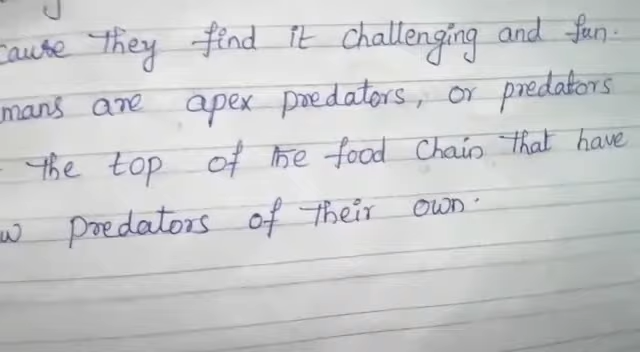 cause they find it challenging and fun.
mans are apex predators, or predators
the top of the food chain that have
w predators of their own.